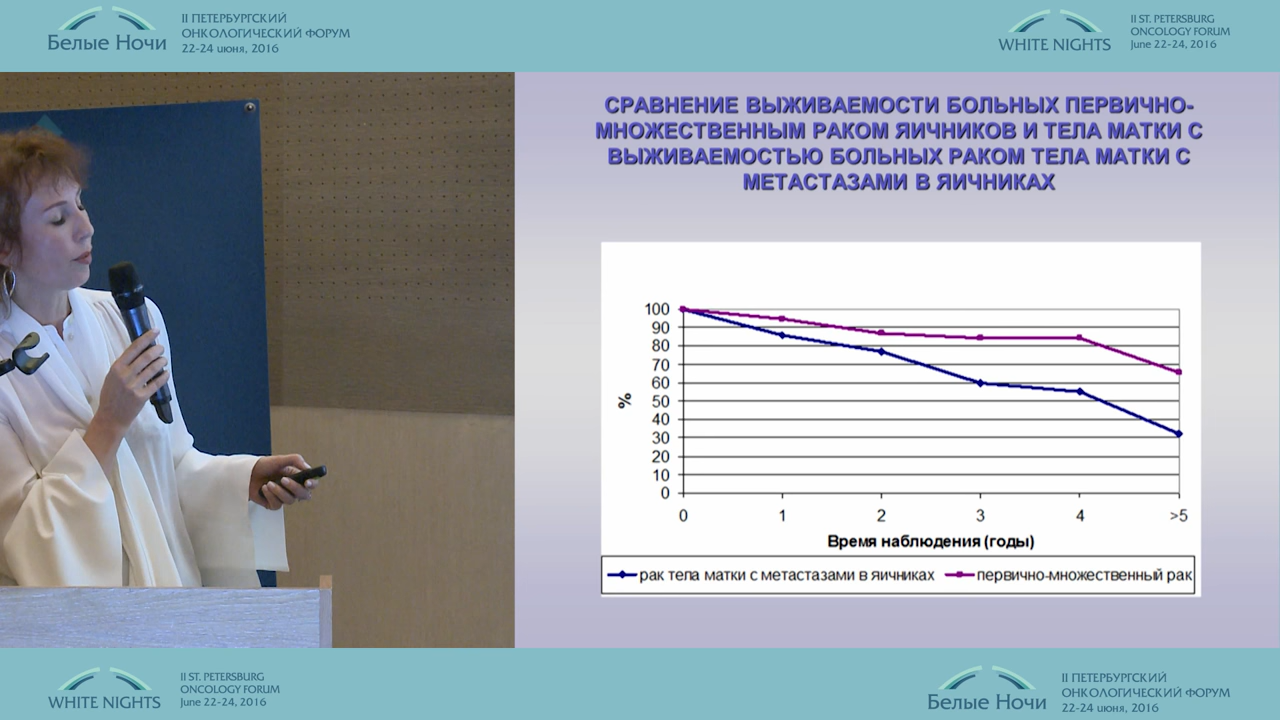 II ПЕТЕРБУРГСКИЙ
ОНКОЛОГИЧЕСКИЙ ФОРУМ
Белые Ночи
22-24 июня, 2016
II ST. PETERSBURG
ONCOLOGY FORUM
WHITE NIGHTS
June 22-24, 2016
СРАВНЕНИЕ ВЫЖИВАЕМОСТИ БОЛЬНЫХ ПЕРВИЧНО-
МНОЖЕСТВЕННЫМ РАКОМ ЯИЧНИКОВ И ТЕЛА МАТКИ С
ВЫЖИВАЕМОСТЬЮ БОЛЬНЫХ РАКОМ ТЕЛА МАТКИ С
МЕТАСТАЗАМИ В ЯИЧНИКАХ
100
90
80
70
60
50
40
30
20
10
0
%
0 1 2 3 4 >5
Время наблюдения (годы)
рак тела матки с метастазами в яичниках первично-множественный рак
II ST. PETERSBURG
ONCOLOGY FORUM
WHITE NIGHTS
June 22-24, 2016
II ПЕТЕРБУРГСКИЙ
ОНКОЛОГИЧЕСКИЙ ФОРУМ
Белые Ночи
22-24 июня, 2016